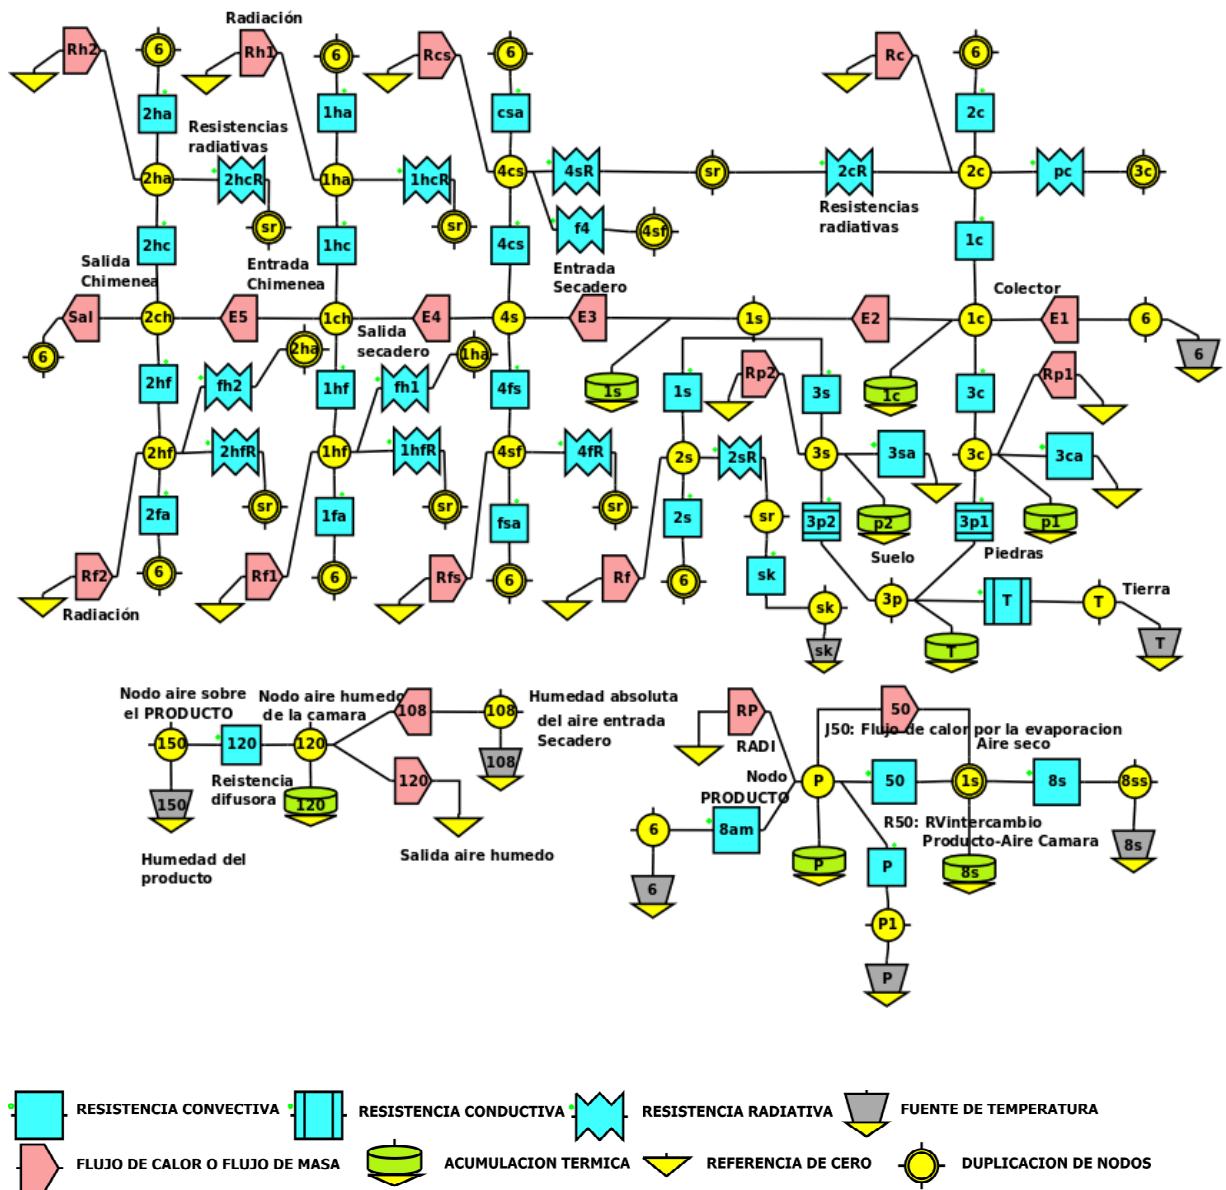 Radiación
Rh2
6
Rh1
6
Rcs
6
Rc
6
2ha
1ha
csa
2c
Resistencias
radiativas
2ha
2hcR
1ha
1hcR
4cs
4sR
sr
2cR
2c
pc
3c
sr
sr
f4
4sf
Resistencias
radiativas
2hc
1hc
4cs
1c
Salida
Chimenea
Entrada
Chimenea
Entrada
Secadero
Colector
Sal
2ch
E5
1ch
E4
4s
E3
1s
E2
1c
E1
6
6
Salida
secadero
2ha
1ha
6
2hf
fh2
1hf
fh1
4fs
1s
1s
Rp2
3s
1c
3c
Rp1
2hf
2hfR
1hf
1hfR
4sf
4fR
2s
2sR
3s
3sa
3c
3ca
sr
sr
sr
2fa
1fa
fsa
2s
sr
3p2
p2
3p1
p1
Suelo
Piedras
Rf2
6
Rf1
6
Rfs
6
Rf
6
sk
Radiación
sk
3p
T
T
Tierra
sk
T
T
Nodo aire sobre
el PRODUCTO
Nodo aire humedo
de la camara
108
108
Humedad absoluta
del aire entrada
Secadero
150
120
120
108
Reistencia
difusora
150
120
120
Humedad del
producto
Salida aire humedo
RP
RADI
50
J50: Flujo de calor por la evaporacion
Aire seco
Nodo
PRODUCTO
P
50
1s
8s
8ss
6
8am
R50: RVintercambio
Producto-Aire Camara
8s
6
P
P
8s
P1
P
RESISTENCIA CONVECTIVA
RESISTENCIA CONDUCTIVA
RESISTENCIA RADIATIVA
FUENTE DE TEMPERATURA
FLUJO DE CALOR O FLUJO DE MASA
ACUMULACION TERMICA
REFERENCIA DE CERO
DUPLICACION DE NODOS